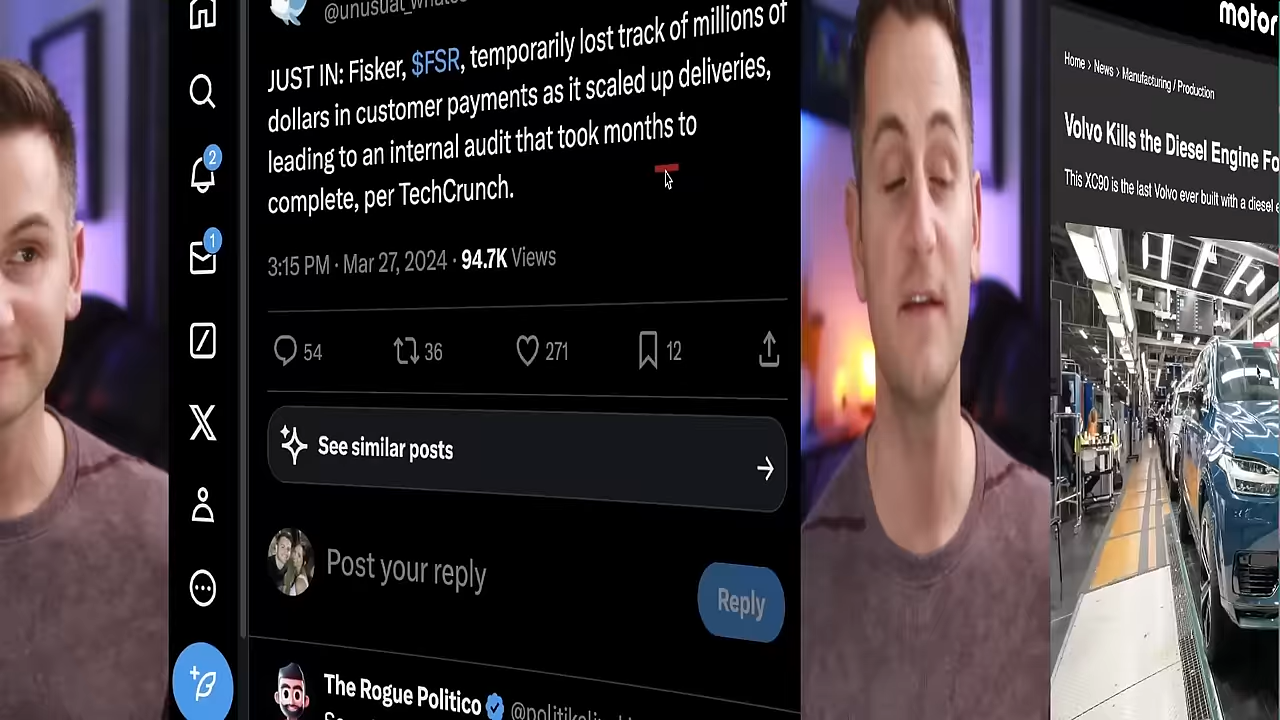 @unusual_whales
JUST IN: Fisker, $FSR, temporarily lost track of millions of
dollars in customer payments as it scaled up deliveries,
leading to an internal audit that took months to
complete, per TechCrunch.
3:15 PM · Mar 27, 2024 · 94.7K Views
54 36 271 12
See similar posts
Post your reply
Reply
The Rogue Politico
2
1
motor
Home > News > Manufacturing / Production
Volvo Kills the Diesel Engine Fo
This XC90 is the last Volvo ever built with a diesel e